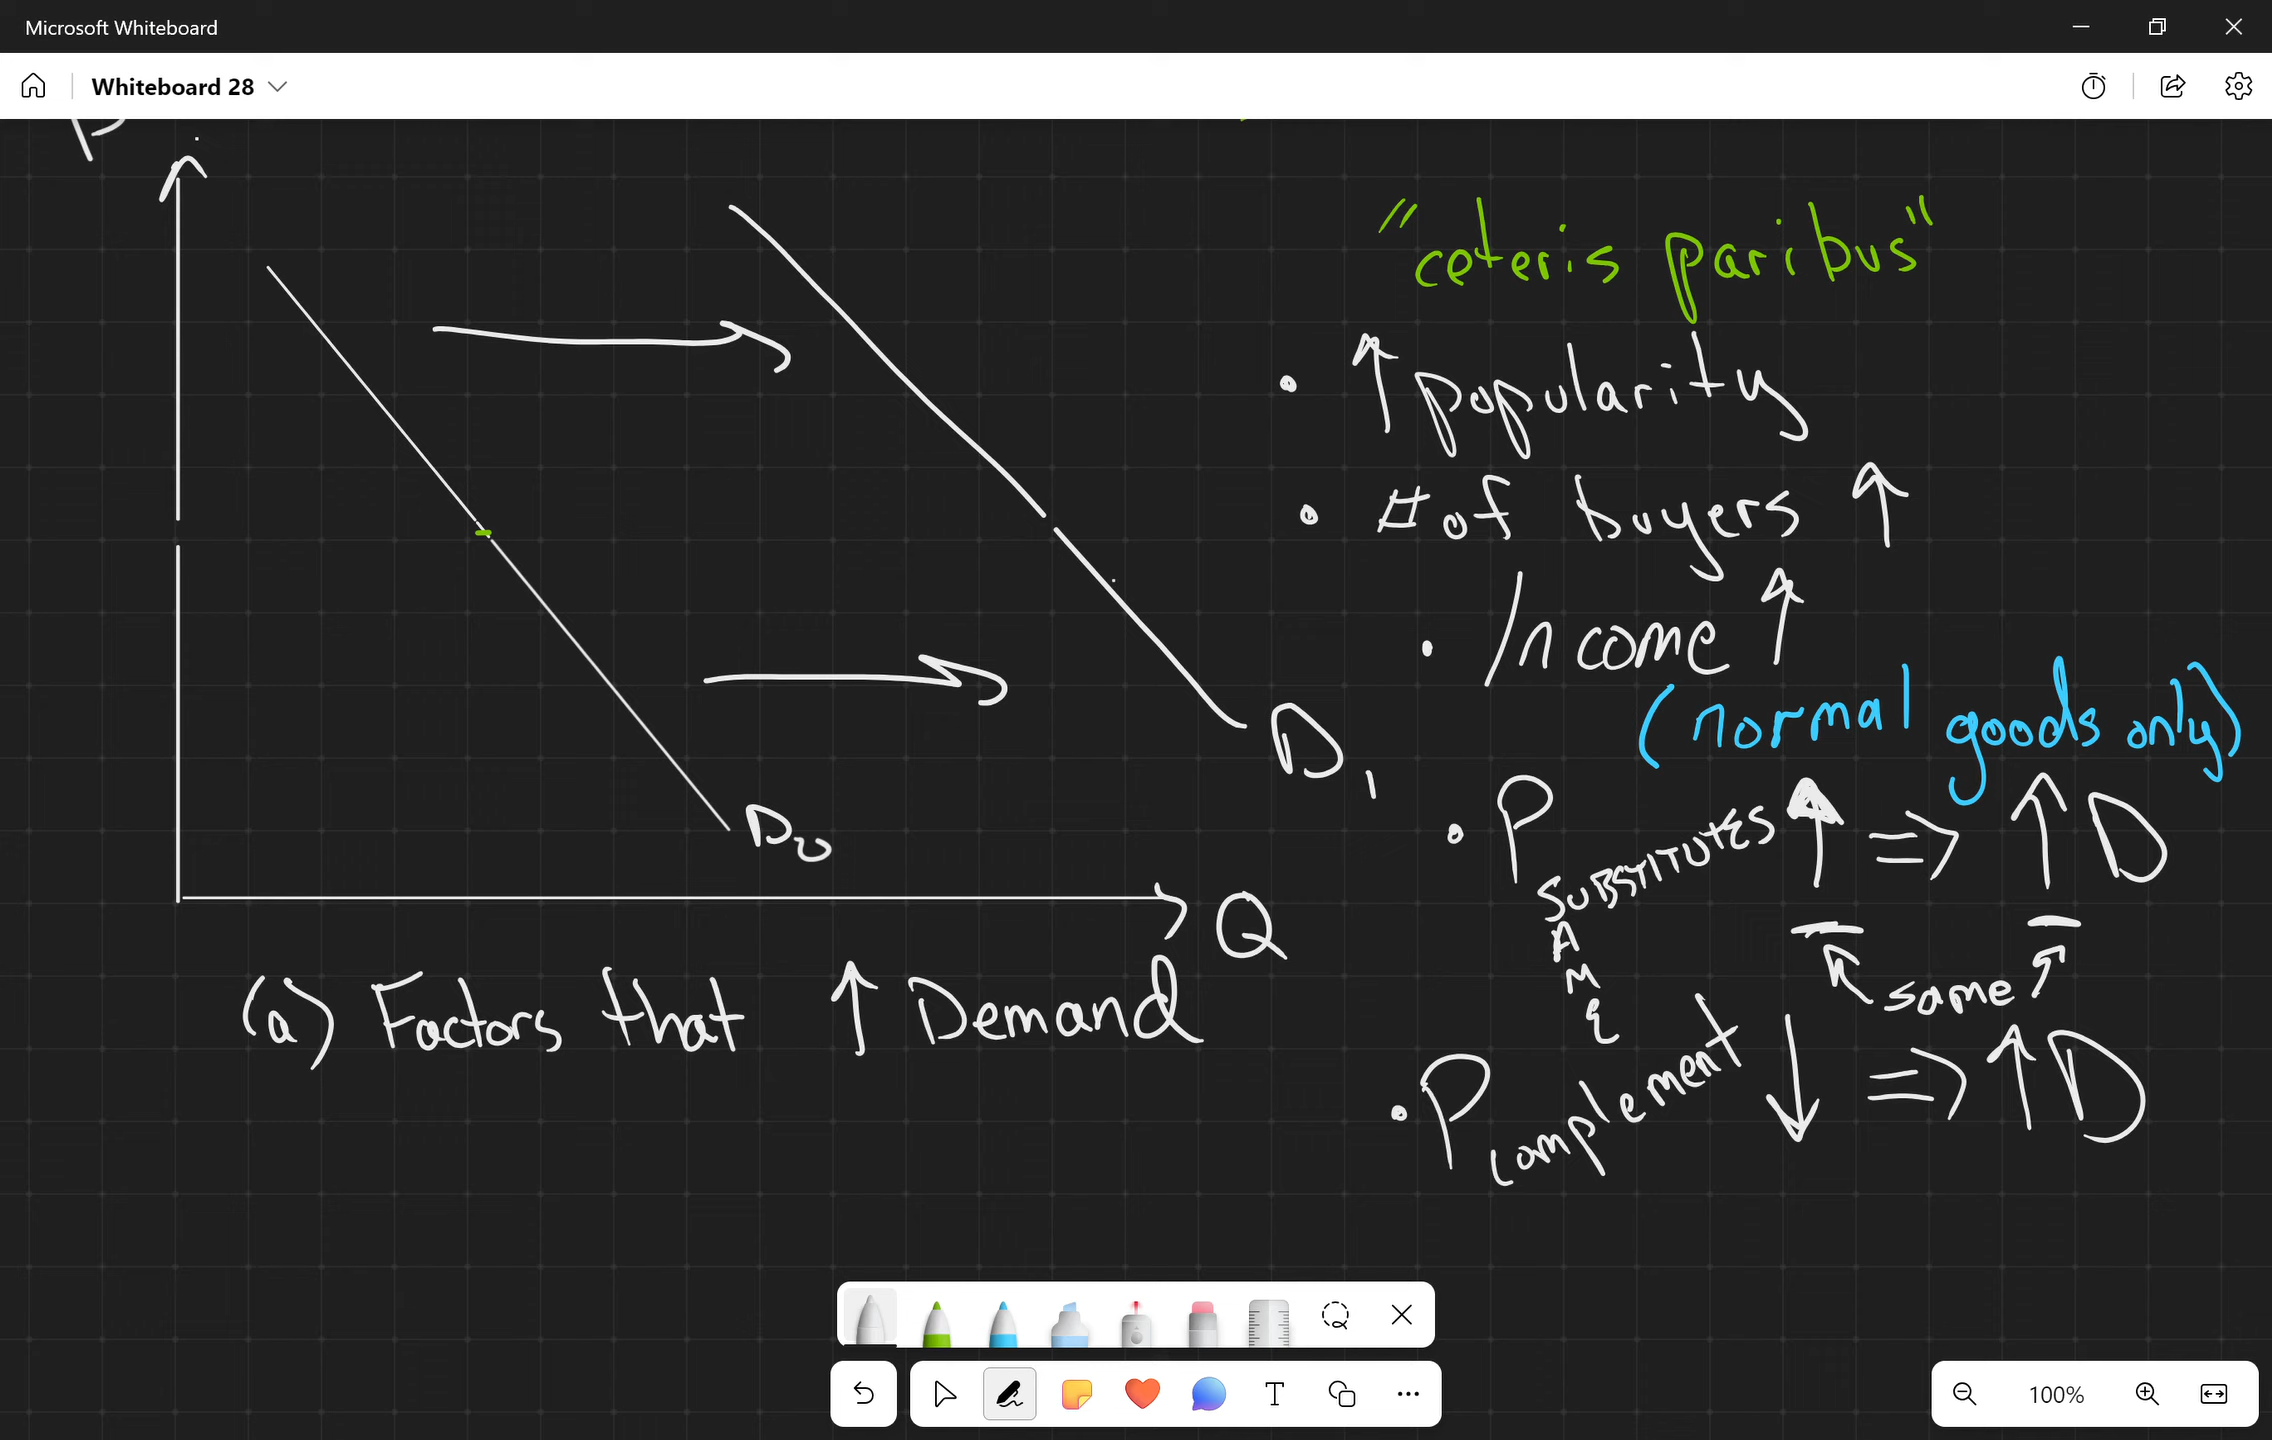 Microsoft Whiteboard
Whiteboard 28
P
"ceteris paribus"
• ↑ popularity
• # of buyers ↑
• Income ↑
(normal goods only)
• P SUBSTITUTES ↑ => ↑ D
SAME
same
• P complement ↓ => ↑ D
D1
D0
Q
(a) Factors that ↑ Demand
T
100%